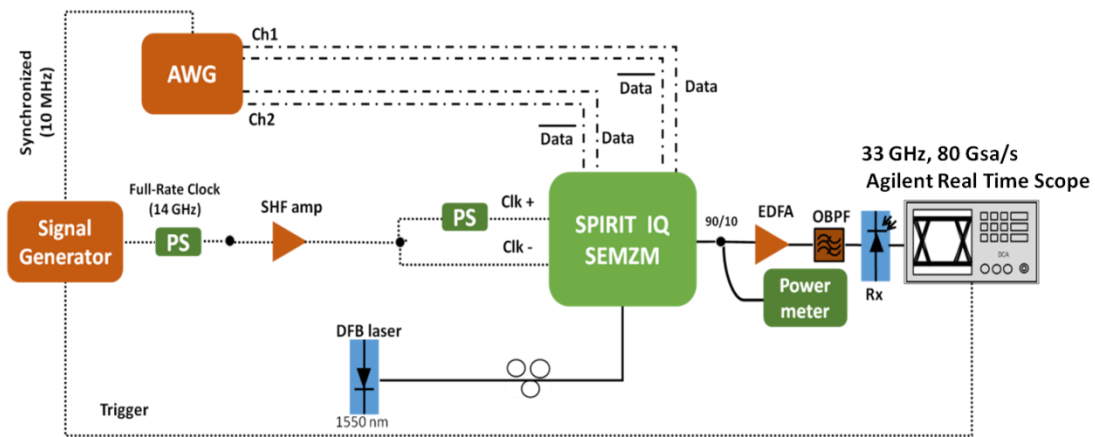 Ch1
AWG
Data
Data
Ch2
Data
Data
Synchronized
(10 MHz)
33 GHz, 80 Gsa/s
Agilent Real Time Scope
Full-Rate Clock
(14 GHz)
SHF amp
Clk +
PS
EDFA
OBPF
90/10
Signal
Generator
PS
SPIRIT IQ
SEMZM
Clk -
DCA
Power
meter
Rx
DFB laser
1550 nm
Trigger